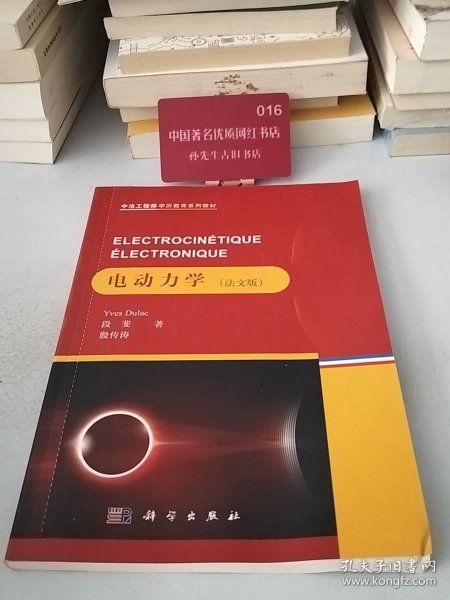 016
中国著名优质网红书店
孙先生古旧书店
中法工程师学历教育系列教材
ELECTROCINÉTIQUE
ÉLECTRONIQUE
电动力学（法文版）
Yves Dulac
段斐 著
殷传涛
科学出版社
孔夫子旧书网
www.kongfz.com